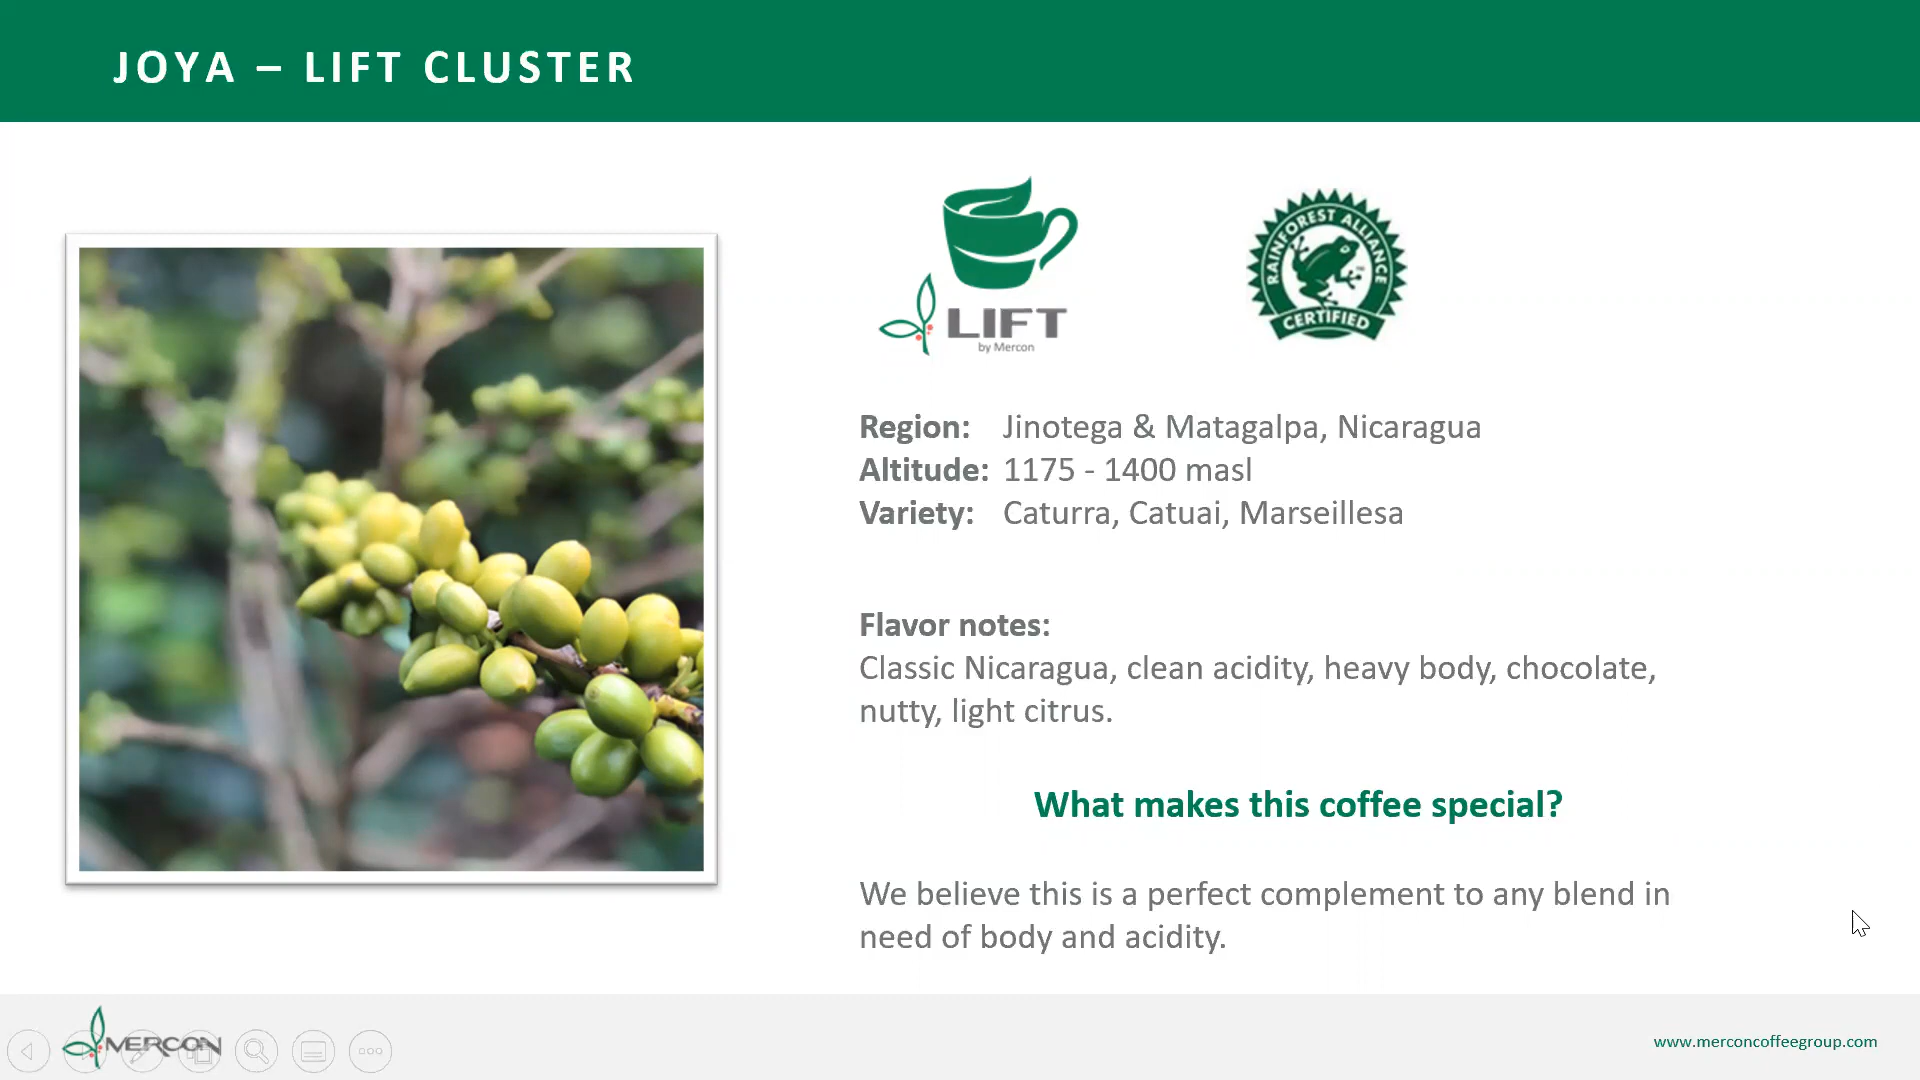 JOYA – LIFT CLUSTER
LIFT
by Mercon
RAINFOREST ALLIANCE
CERTIFIED
Region: Jinotega & Matagalpa, Nicaragua
Altitude: 1175 - 1400 masl
Variety: Caturra, Catuai, Marseillesa
Flavor notes:
Classic Nicaragua, clean acidity, heavy body, chocolate,
nutty, light citrus.
What makes this coffee special?
We believe this is a perfect complement to any blend in
need of body and acidity.
MERCON
www.merconcoffeegroup.com